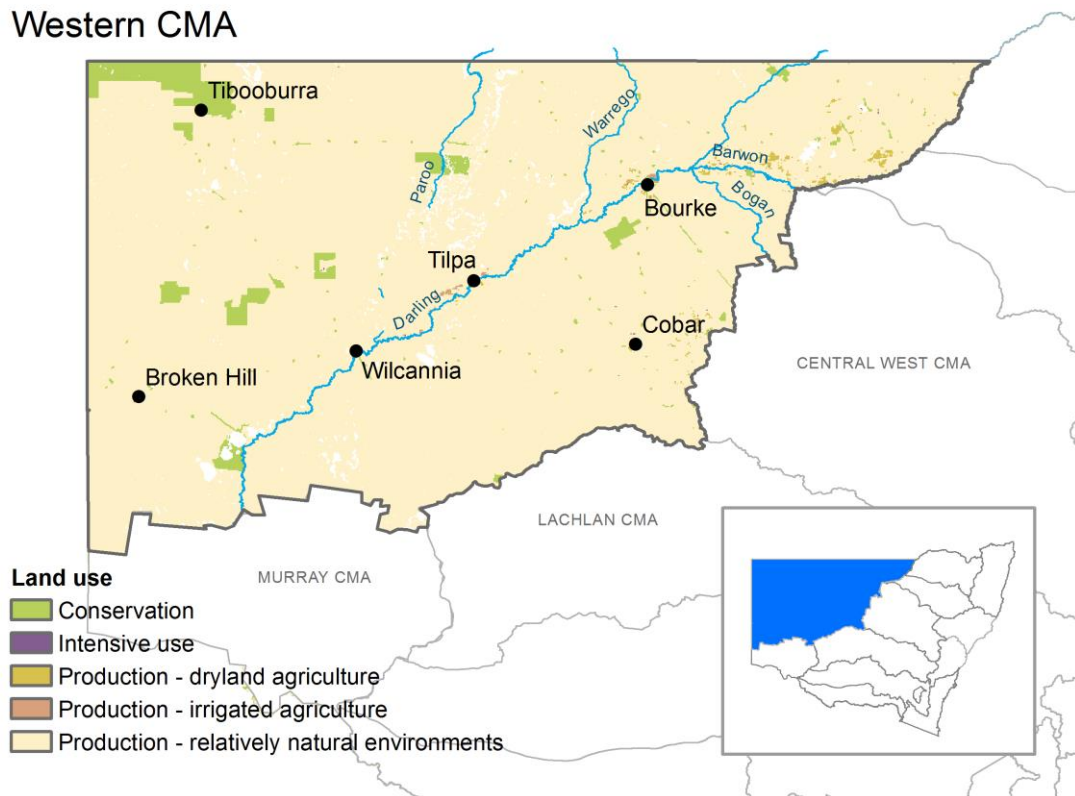 Western CMA
Tibooburra
Warrego
Paroo
Barwon
Bogan
Bourke
Tilpa
Darling
Cobar
Wilcannia
CENTRAL WEST CMA
Broken Hill
LACHLAN CMA
MURRAY CMA
Land use
Conservation
Intensive use
Production - dryland agriculture
Production - irrigated agriculture
Production - relatively natural environments